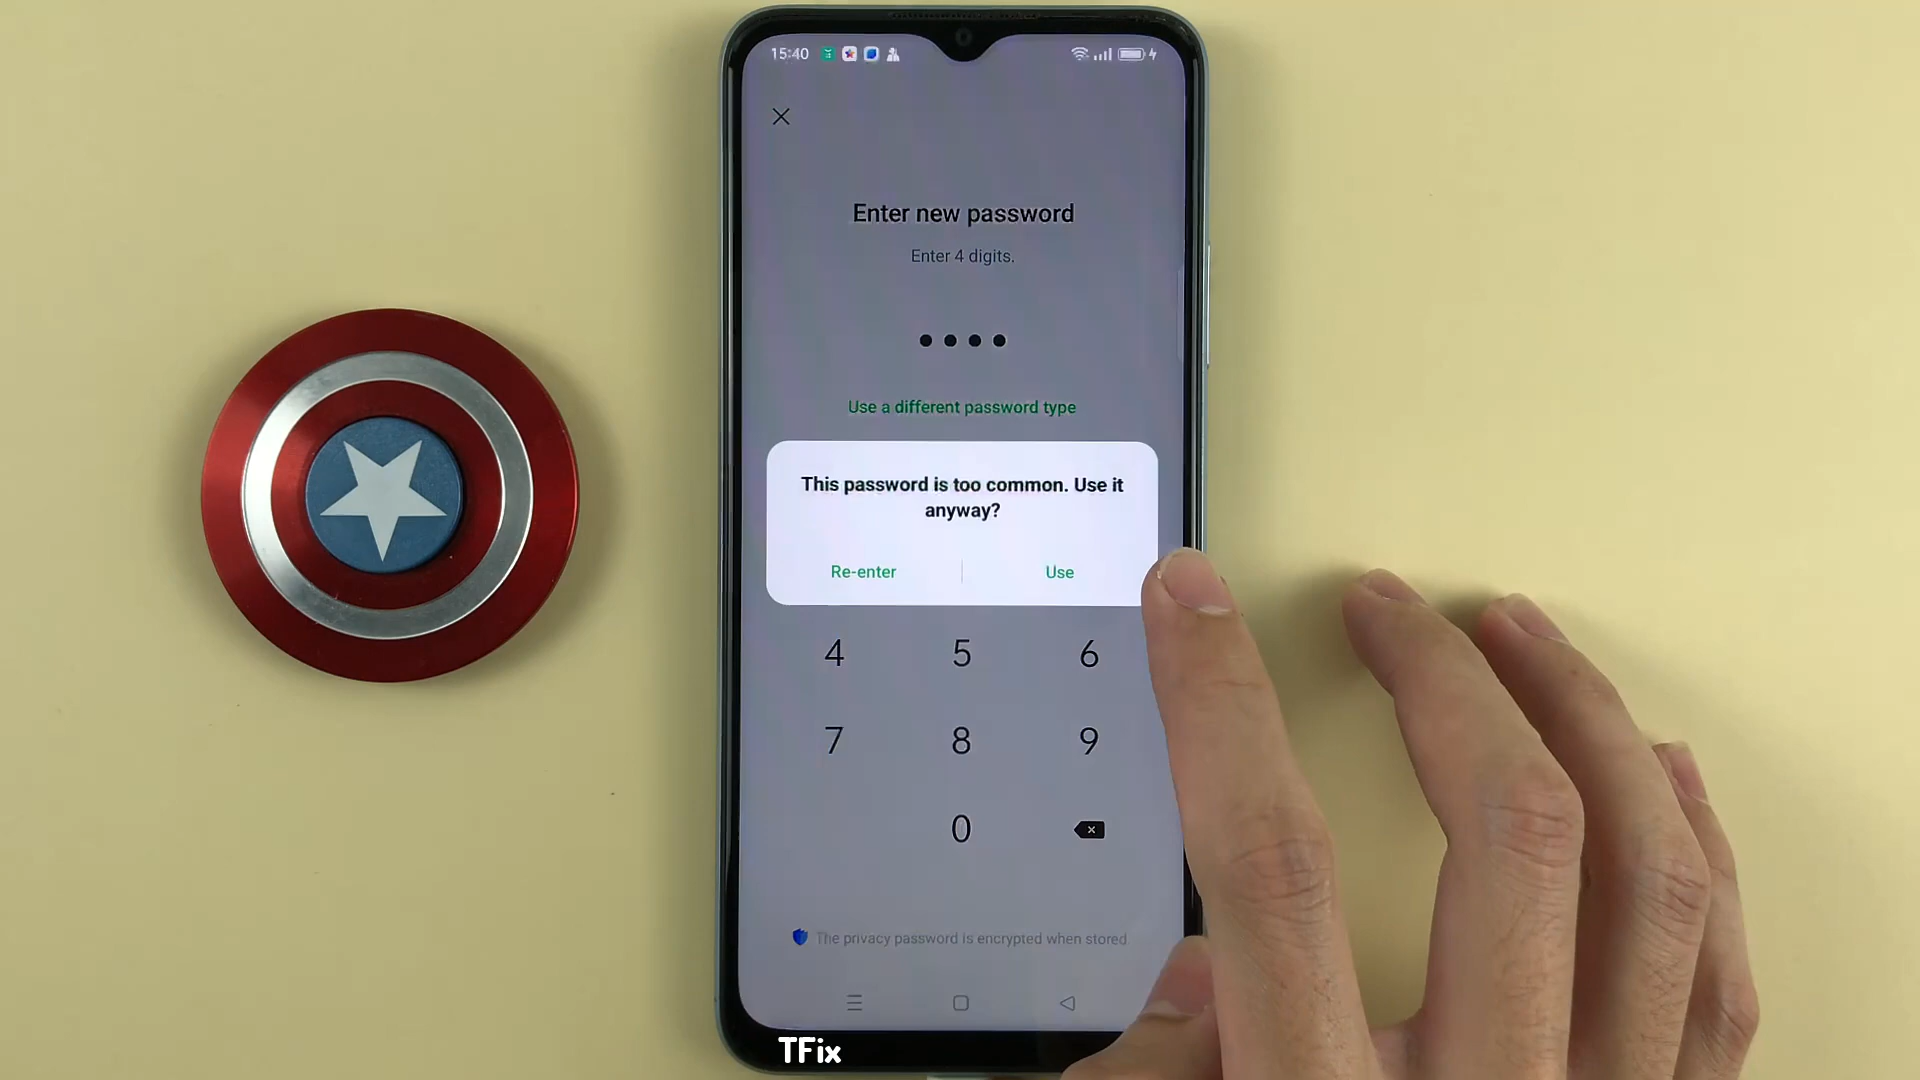 15:40
Enter new password
Enter 4 digits.
Use a different password type
This password is too common. Use it
anyway?
Re-enter
Use
4 5 6
7 8 9
0
The privacy password is encrypted when stored.
TFix